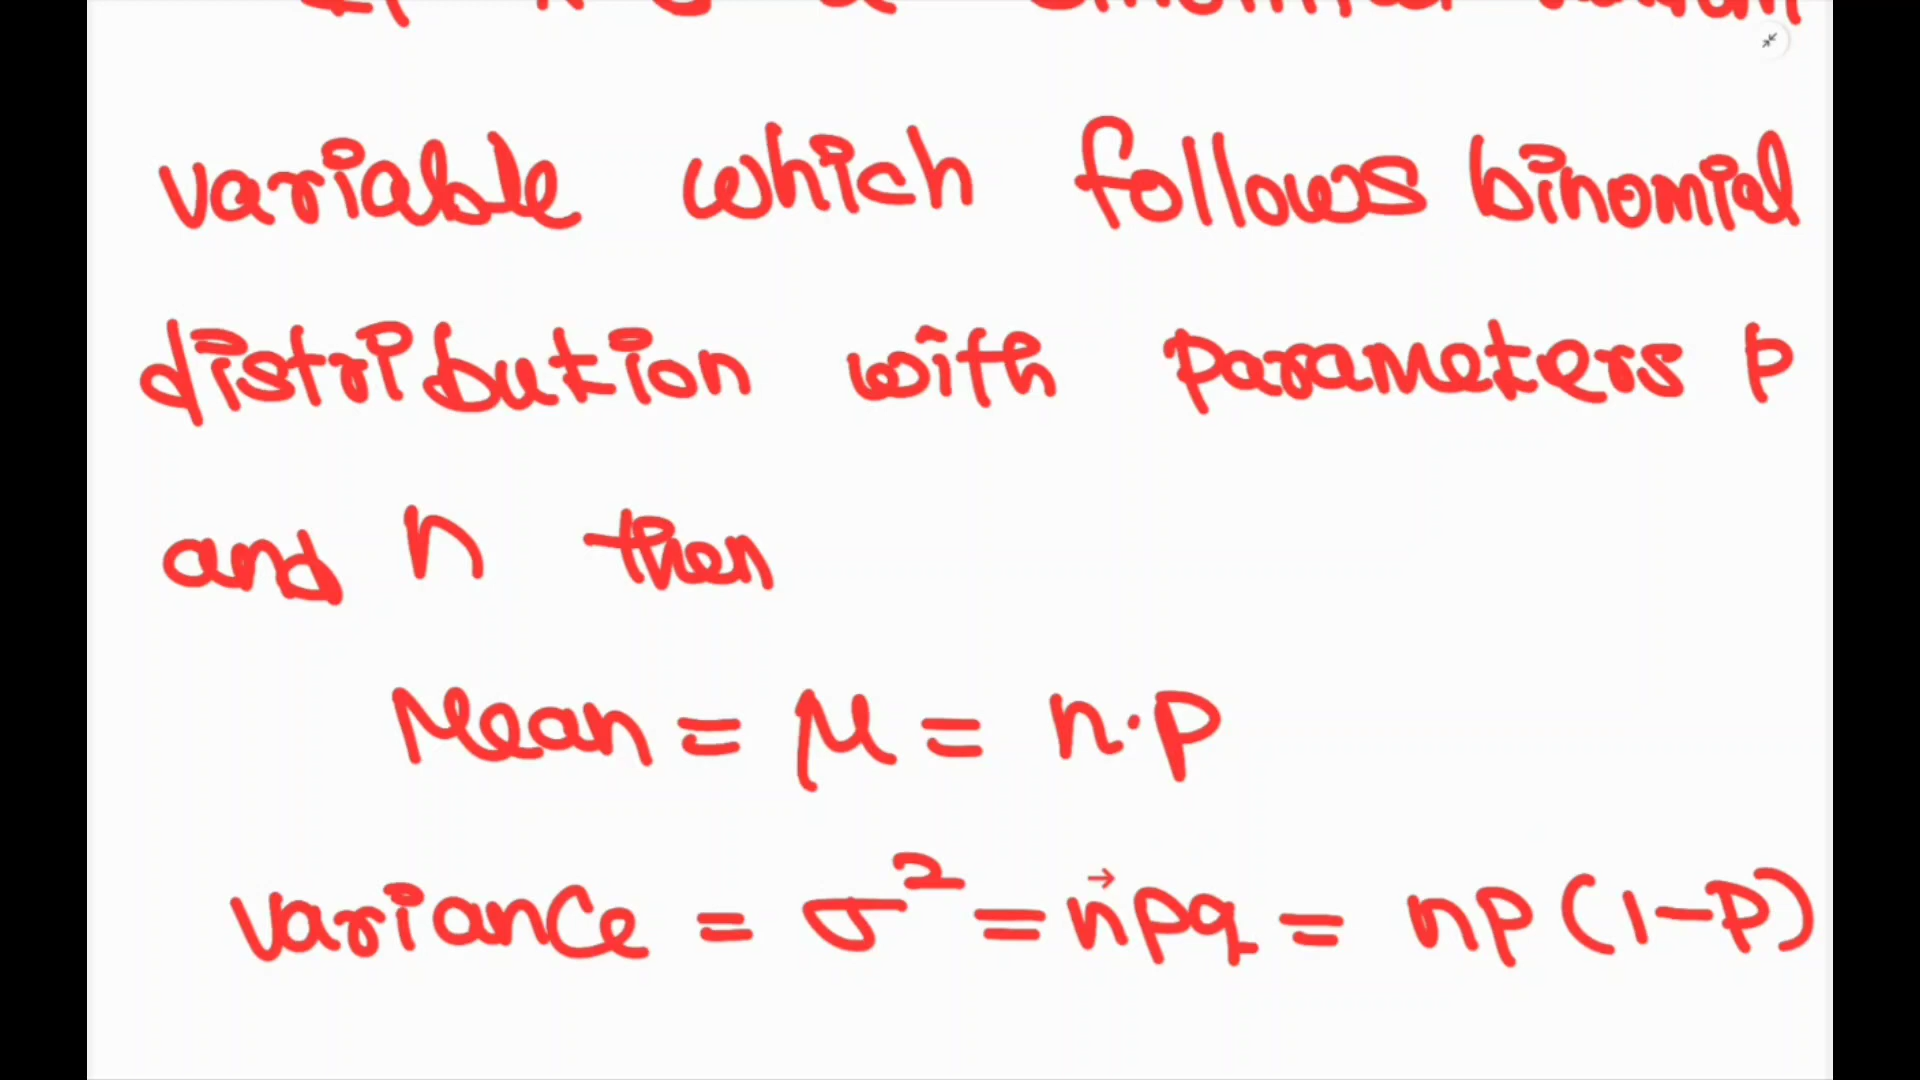 variable which follows binomial
distribution with parameters p
and n then
Mean = μ = n·p
variance = σ² = npq = np(1-p)